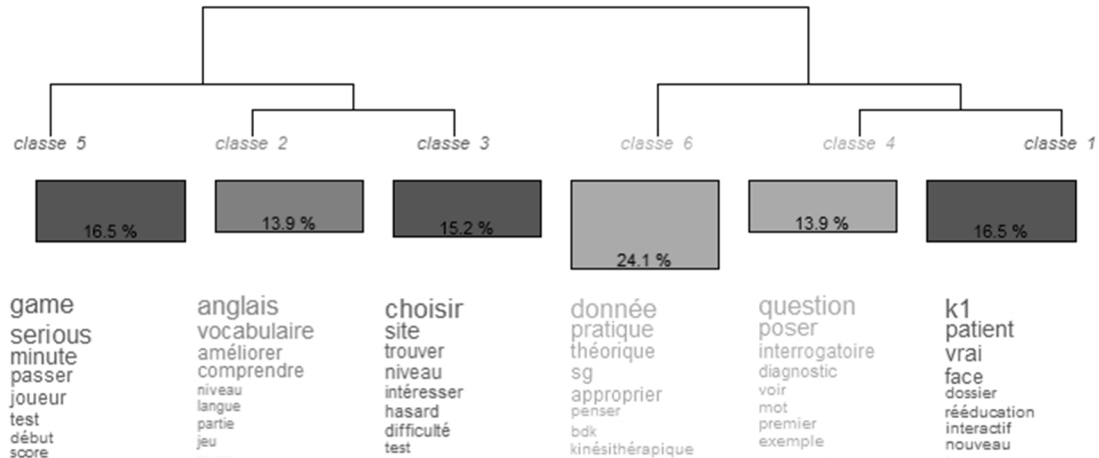 classe 5
classe 2
classe 3
classe 6
classe 4
classe 1
16.5 %
13.9 %
15.2 %
24.1 %
13.9 %
16.5 %
game
serious
minute
passer
joueur
test
début
score
anglais
vocabulaire
améliorer
comprendre
niveau
langue
partie
jeu
choisir
site
trouver
niveau
intéresser
hasard
difficulté
test
donnée
pratique
théorique
sg
approprier
penser
bdk
kinésithérapique
question
poser
interrogatoire
diagnostic
voir
mot
premier
exemple
k1
patient
vrai
face
dossier
rééducation
interactif
nouveau